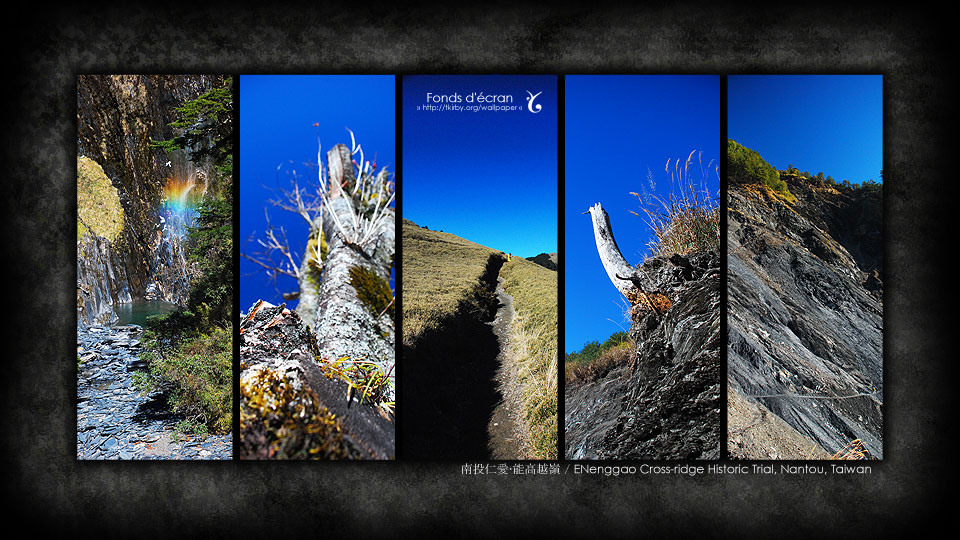 Fonds d'écran
» http://tkirby.org/wallpaper «
南投仁愛·能高越嶺 / ENenggao Cross-ridge Historic Trial, Nantou, Taiwan